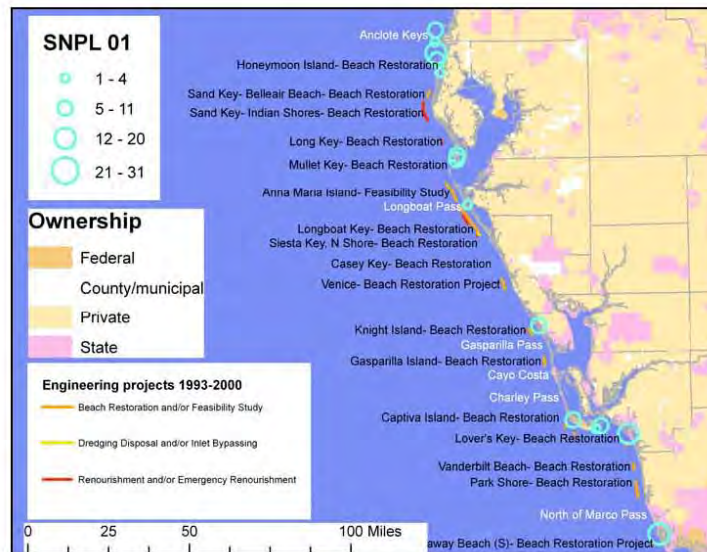 SNPL 01
1 - 4
5 - 11
12 - 20
21 - 31
Ownership
Federal
County/municipal
Private
State
Engineering projects 1993-2000
Beach Restoration and/or Feasibility Study
Dredging Disposal and/or Inlet Bypassing
Renourishment and/or Emergency Renourishment
0 25 50 100 Miles
Anclote Keys
Honeymoon Island- Beach Restoration
Sand Key- Belleair Beach- Beach Restoration
Sand Key- Indian Shores- Beach Restoration
Long Key- Beach Restoration
Mullet Key- Beach Restoration
Anna Maria Island- Feasibility Study
Longboat Pass
Longboat Key- Beach Restoration
Siesta Key, N Shore- Beach Restoration
Casey Key- Beach Restoration
Venice- Beach Restoration Project
Knight Island- Beach Restoration
Gasparilla Pass
Gasparilla Island- Beach Restoration
Cayo Costa
Charley Pass
Captiva Island- Beach Restoration
Lover's Key- Beach Restoration
Vanderbilt Beach- Beach Restoration
Park Shore- Beach Restoration
North of Marco Pass
away Beach (S)- Beach Restoration Project